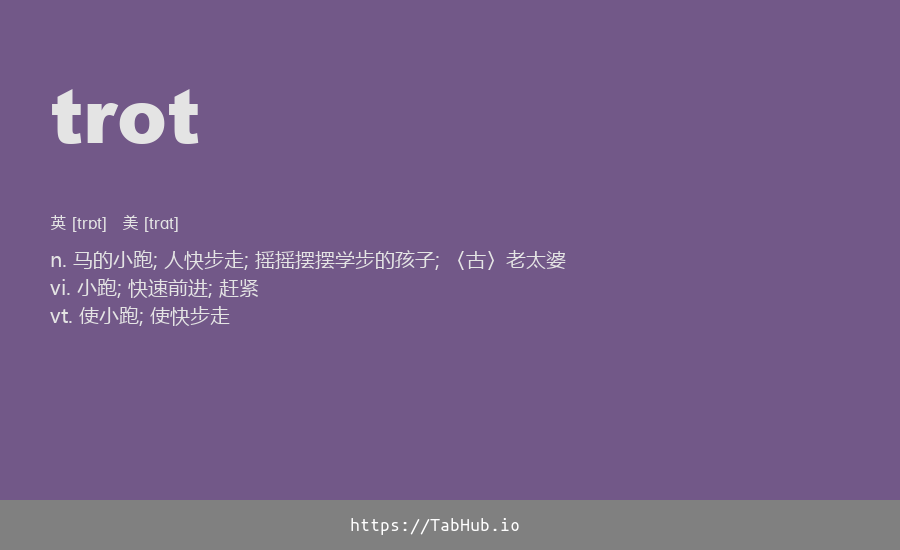 trot
英 [trɒt] 美 [trɑt]
n. 马的小跑; 人快步走; 摇摇摆摆学步的孩子; 〈古〉老太婆
vi. 小跑; 快速前进; 赶紧
vt. 使小跑; 使快步走
https://TabHub.io